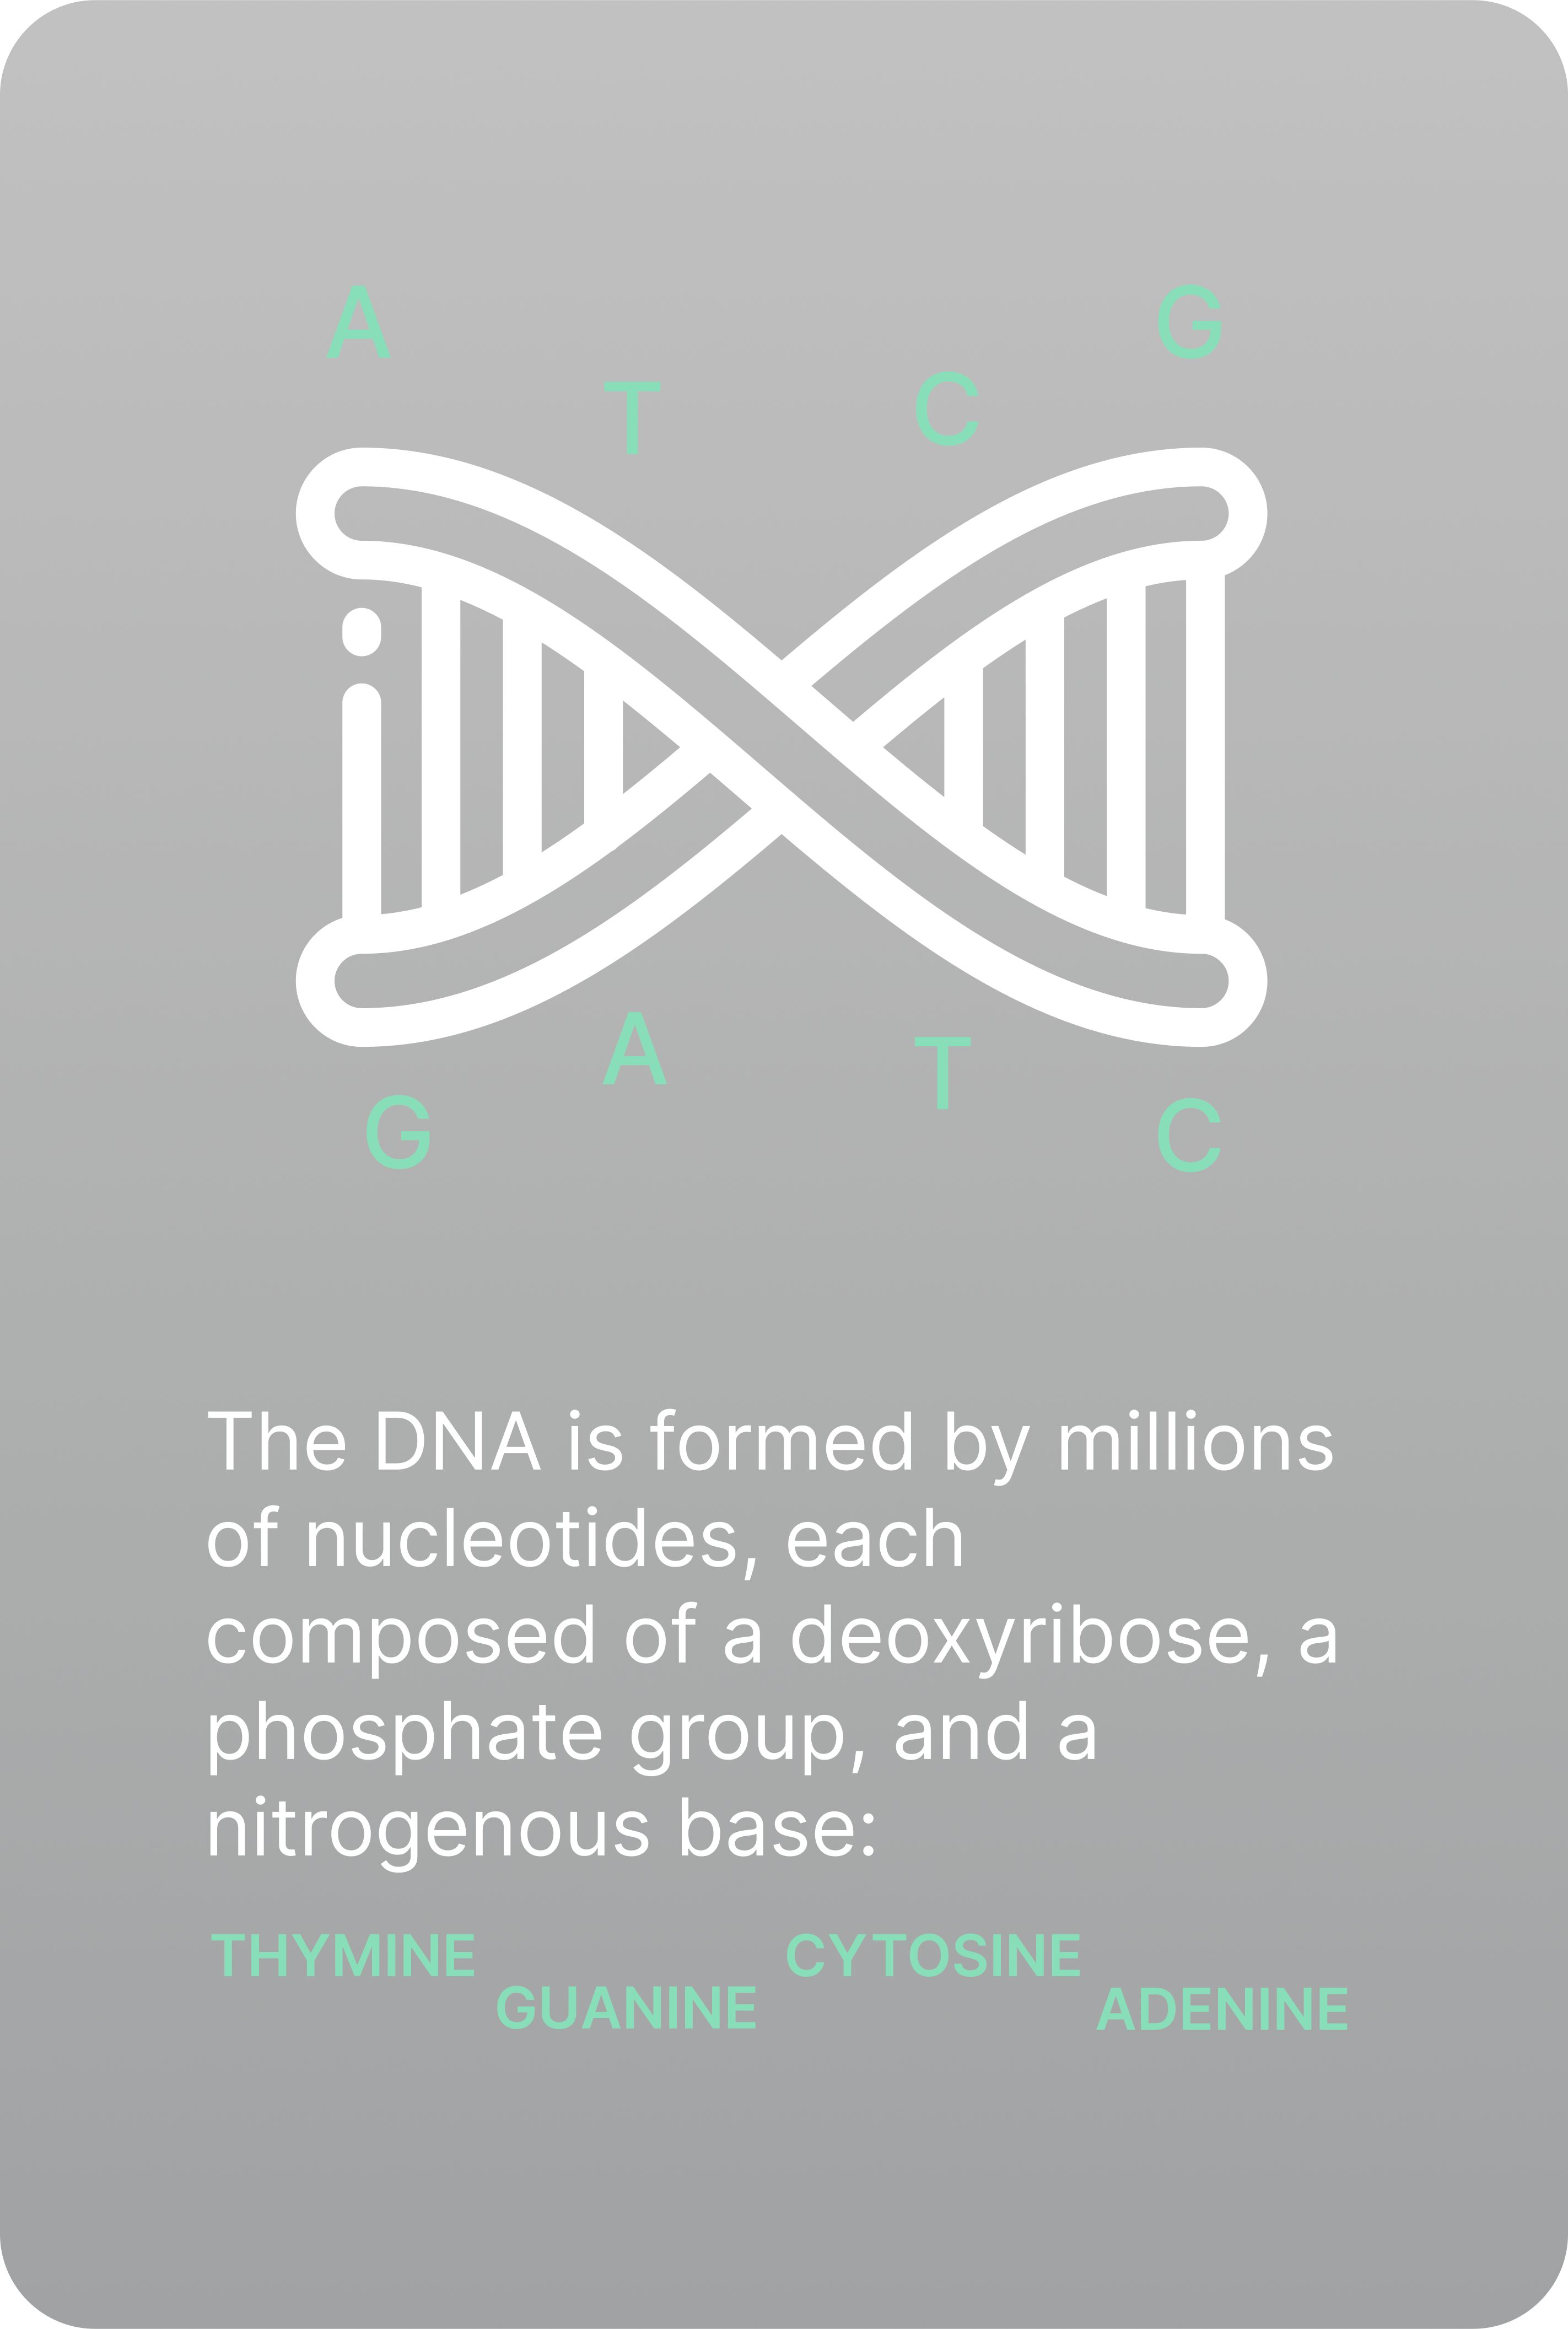 A G
T C
A T
G C
The DNA is formed by millions
of nucleotides, each
composed of a deoxyribose, a
phosphate group, and a
nitrogenous base:
THYMINE CYTOSINE
GUANINE ADENINE